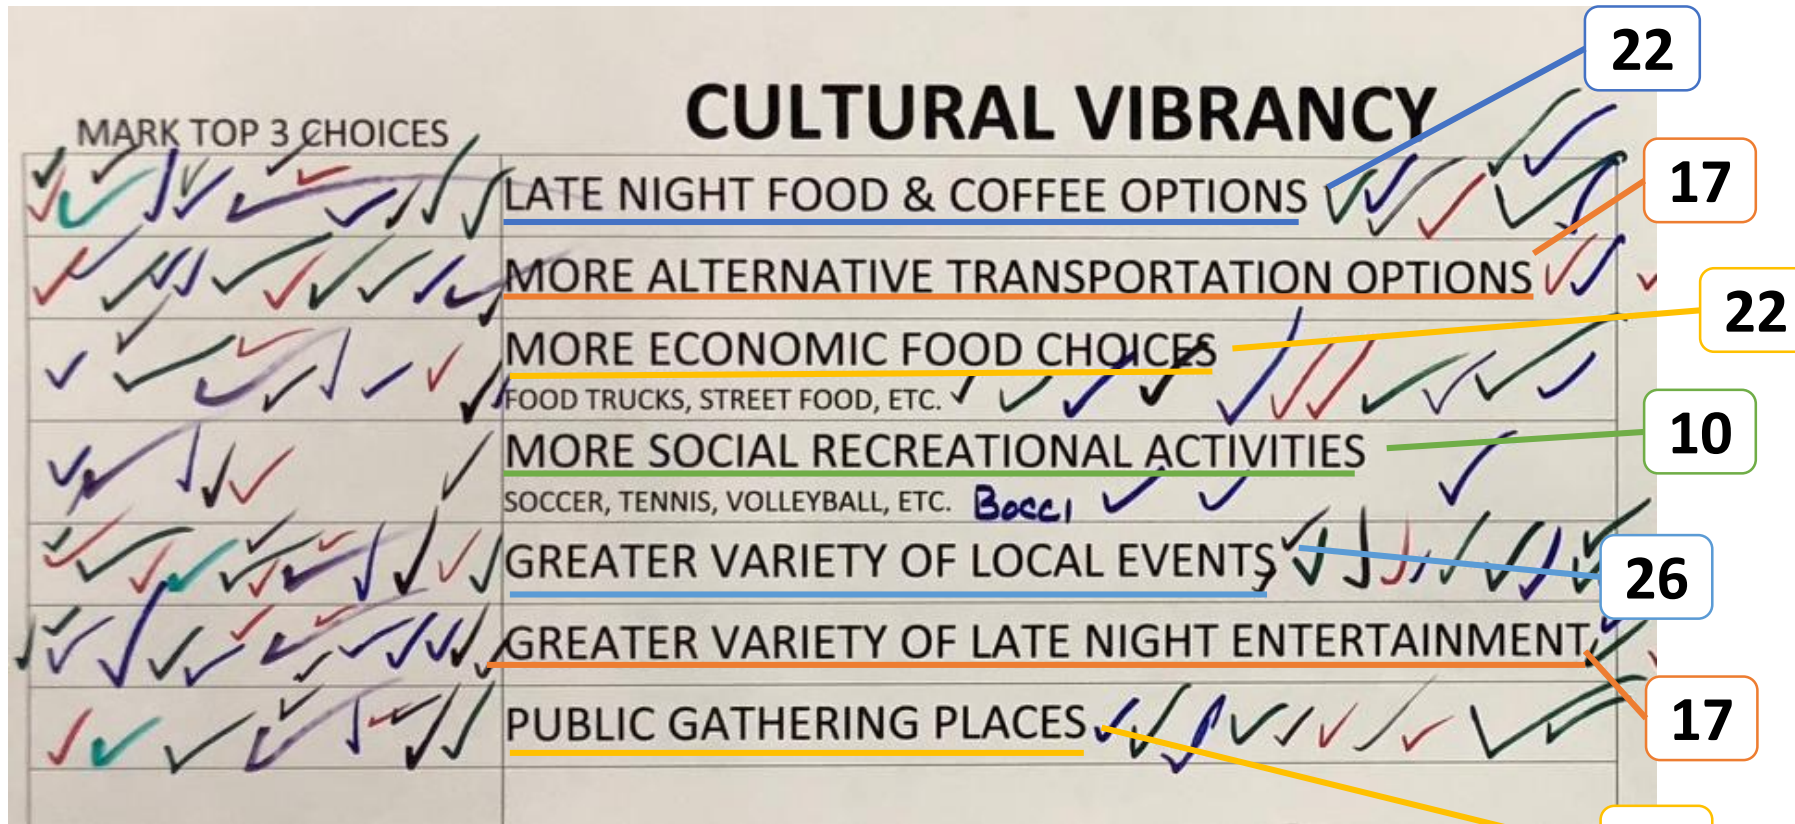 22
CULTURAL VIBRANCY
MARK TOP 3 CHOICES
17
LATE NIGHT FOOD & COFFEE OPTIONS
MORE ALTERNATIVE TRANSPORTATION OPTIONS
22
MORE ECONOMIC FOOD CHOICES
FOOD TRUCKS, STREET FOOD, ETC.
10
MORE SOCIAL RECREATIONAL ACTIVITIES
SOCCER, TENNIS, VOLLEYBALL, ETC. Bocci
GREATER VARIETY OF LOCAL EVENTS
26
GREATER VARIETY OF LATE NIGHT ENTERTAINMENT
17
PUBLIC GATHERING PLACES